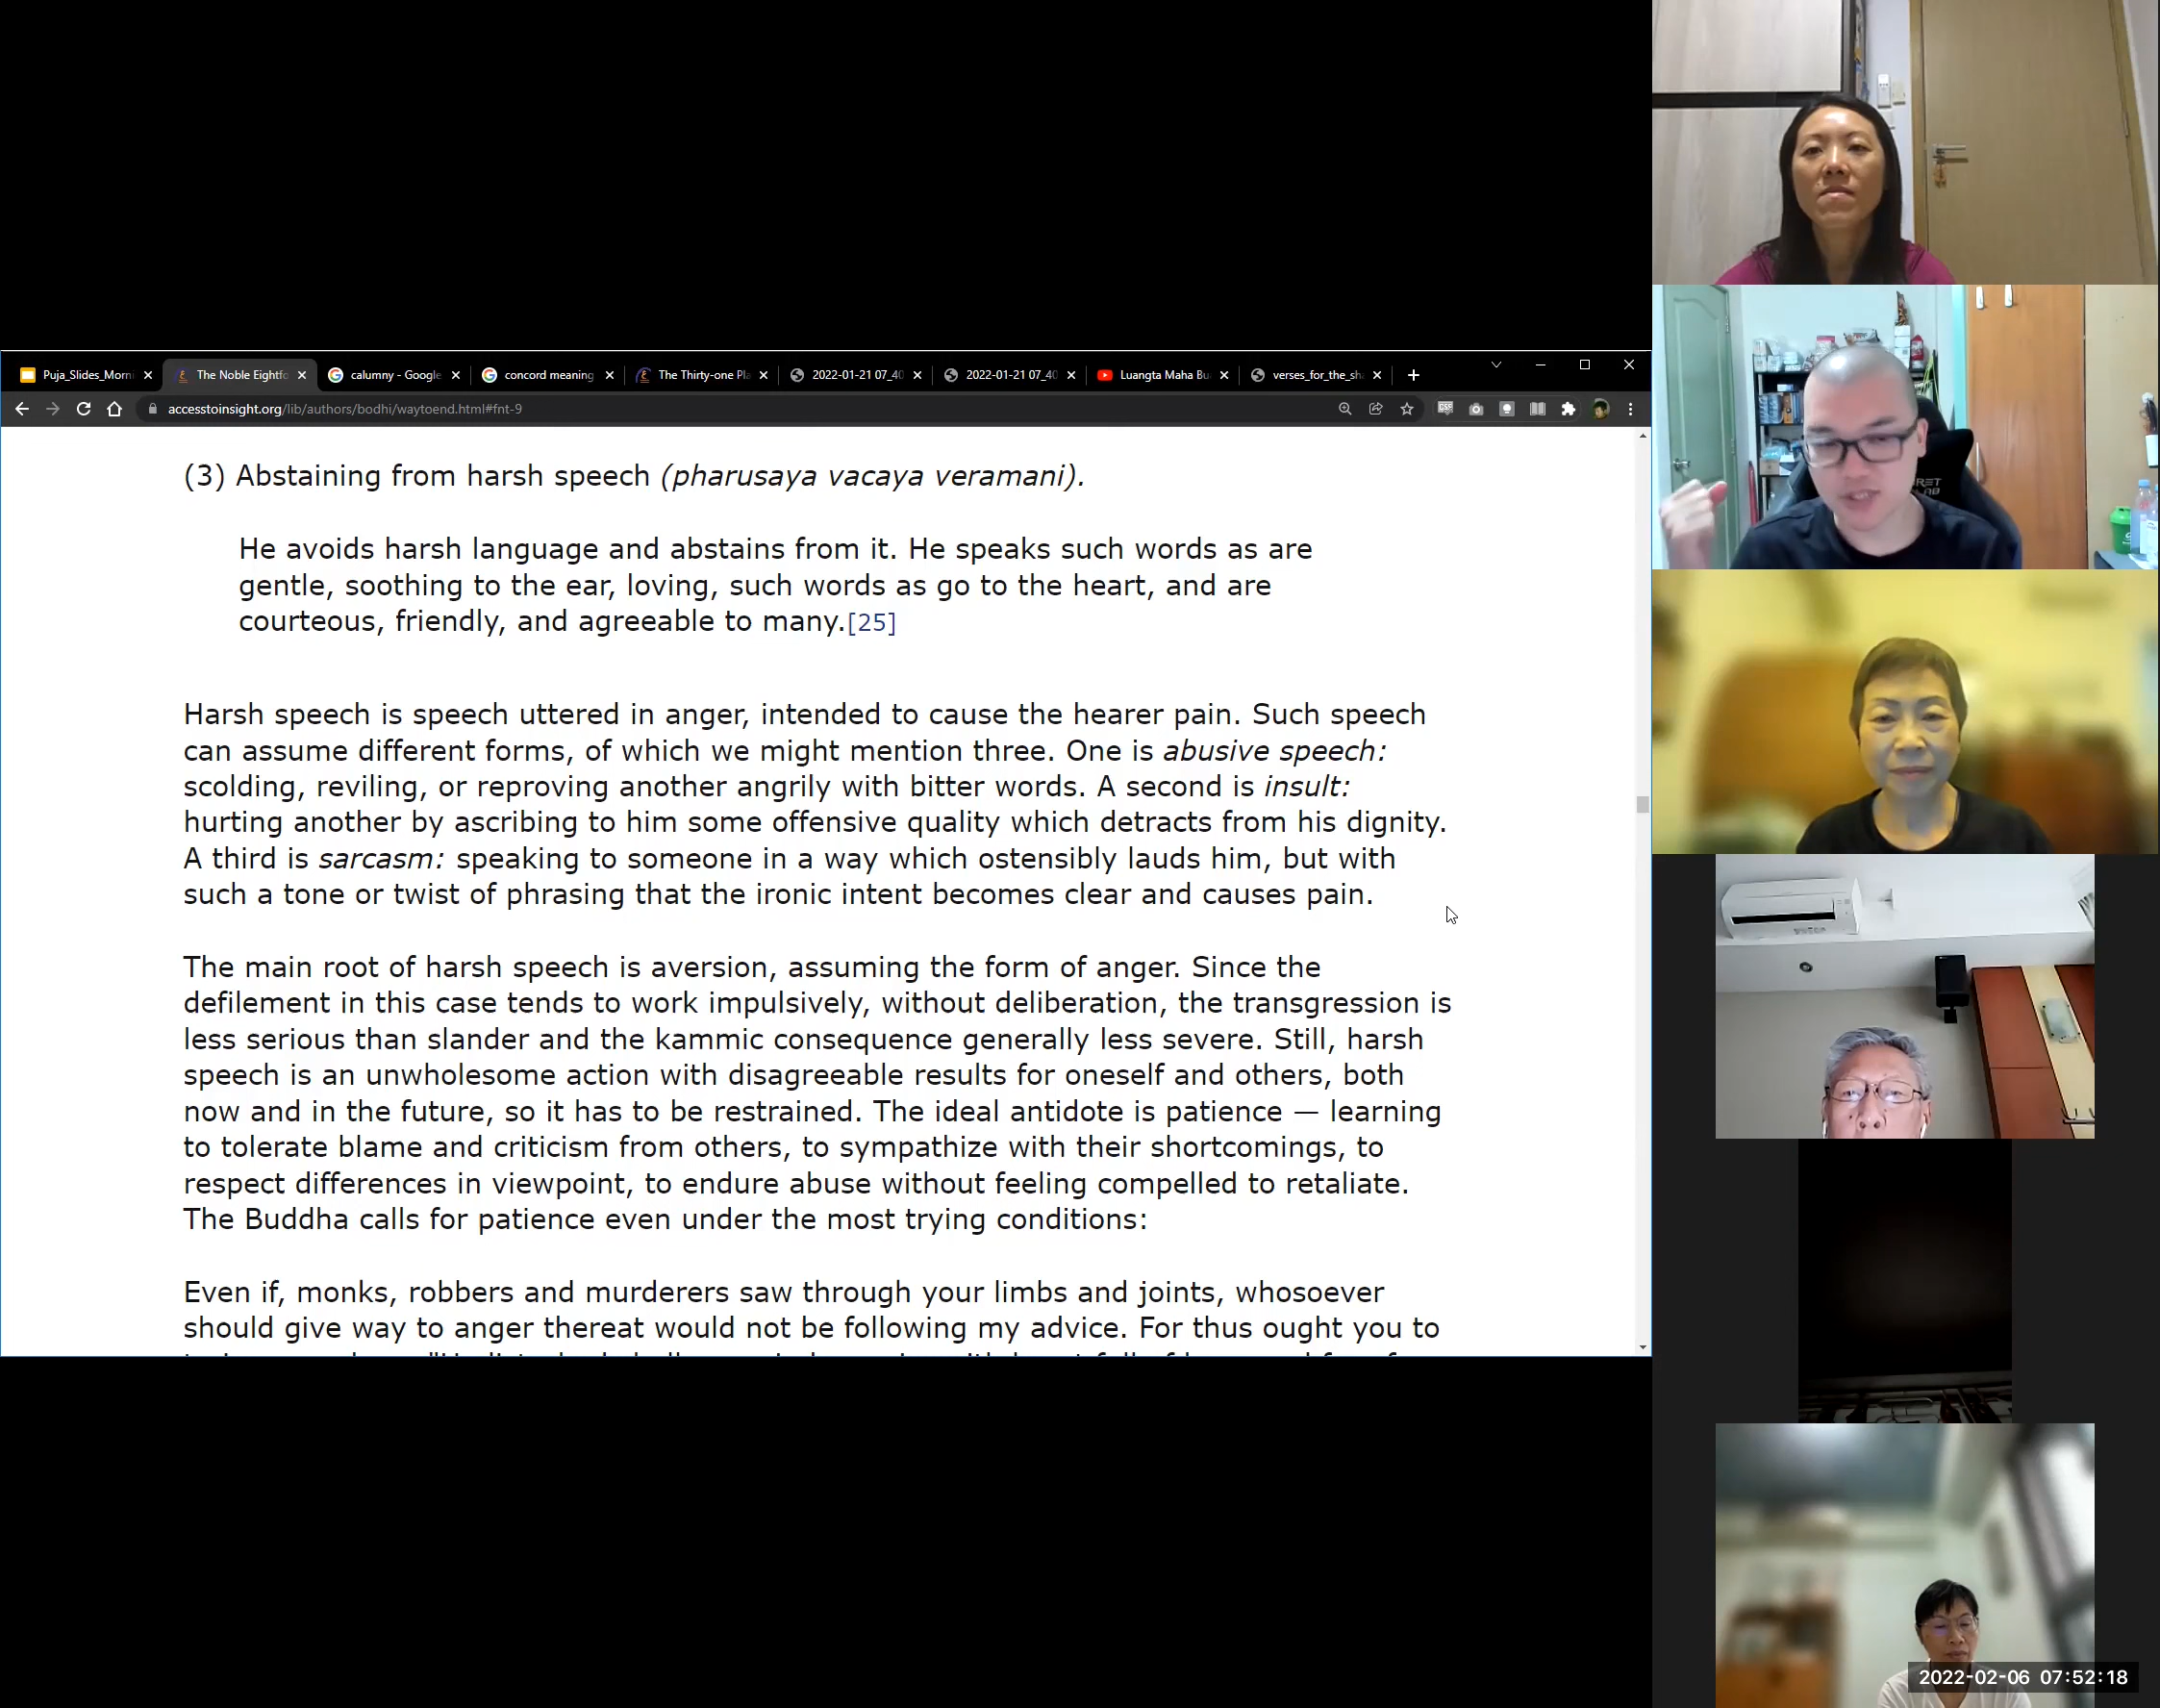 Puja_Slides_Morni
The Noble Eightfo
calumny - Google
concord meaning
The Thirty-one Pla
2022-01-21 07_40
2022-01-21 07_40
Luangta Maha Bu
verses_for_the_sh
accesstoinsight.org/lib/authors/bodhi/waytoend.html#fnt-9
(3) Abstaining from harsh speech (pharusaya vacaya veramani).
He avoids harsh language and abstains from it. He speaks such words as are
gentle, soothing to the ear, loving, such words as go to the heart, and are
courteous, friendly, and agreeable to many.[25]
Harsh speech is speech uttered in anger, intended to cause the hearer pain. Such speech
can assume different forms, of which we might mention three. One is abusive speech:
scolding, reviling, or reproving another angrily with bitter words. A second is insult:
hurting another by ascribing to him some offensive quality which detracts from his dignity.
A third is sarcasm: speaking to someone in a way which ostensibly lauds him, but with
such a tone or twist of phrasing that the ironic intent becomes clear and causes pain.
The main root of harsh speech is aversion, assuming the form of anger. Since the
defilement in this case tends to work impulsively, without deliberation, the transgression is
less serious than slander and the kammic consequence generally less severe. Still, harsh
speech is an unwholesome action with disagreeable results for oneself and others, both
now and in the future, so it has to be restrained. The ideal antidote is patience — learning
to tolerate blame and criticism from others, to sympathize with their shortcomings, to
respect differences in viewpoint, to endure abuse without feeling compelled to retaliate.
The Buddha calls for patience even under the most trying conditions:
Even if, monks, robbers and murderers saw through your limbs and joints, whosoever
should give way to anger thereat would not be following my advice. For thus ought you to
2022-02-06 07:52:18